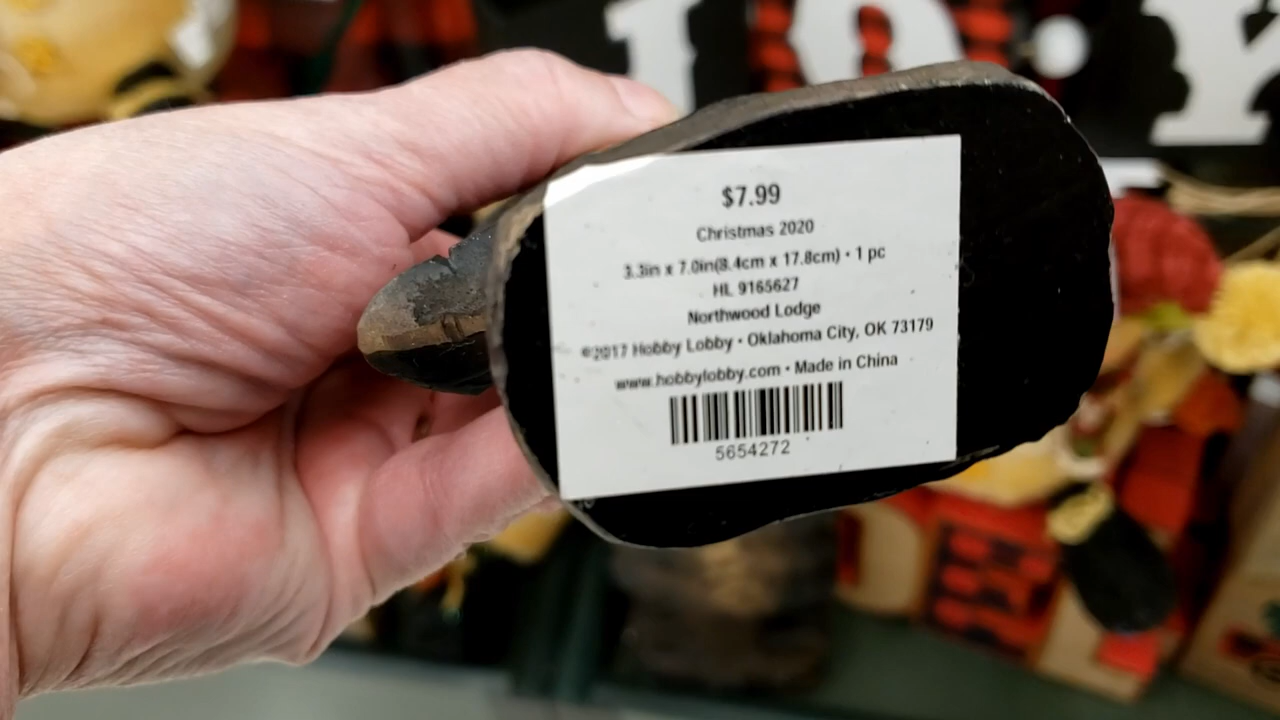 JOY
$7.99
Christmas 2020
3.3in x 7.0in(8.4cm x 17.8cm) • 1 pc
HL 9165627
Northwood Lodge
©2017 Hobby Lobby • Oklahoma City, OK 73179
www.hobbylobby.com • Made in China
5654272